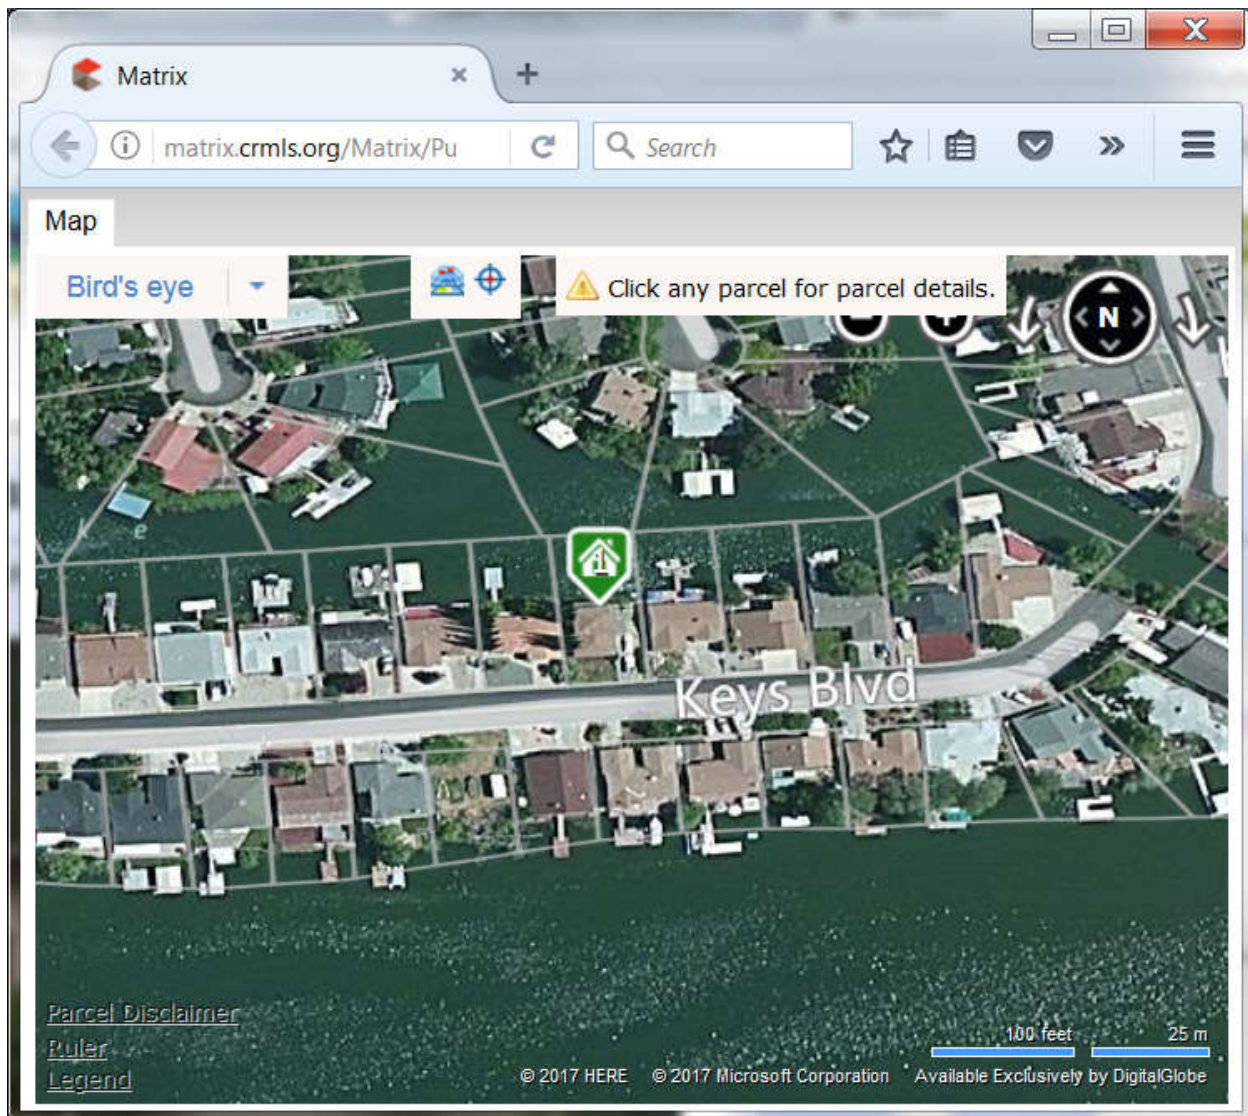 Matrix
matrix.crmls.org/Matrix/Pu
Search
Map
Bird's eye
Click any parcel for parcel details.
N
1
k e
Keys Blvd
Parcel Disclaimer
Ruler
Legend
100 feet 25 m
© 2017 HERE © 2017 Microsoft Corporation Available Exclusively by DigitalGlobe